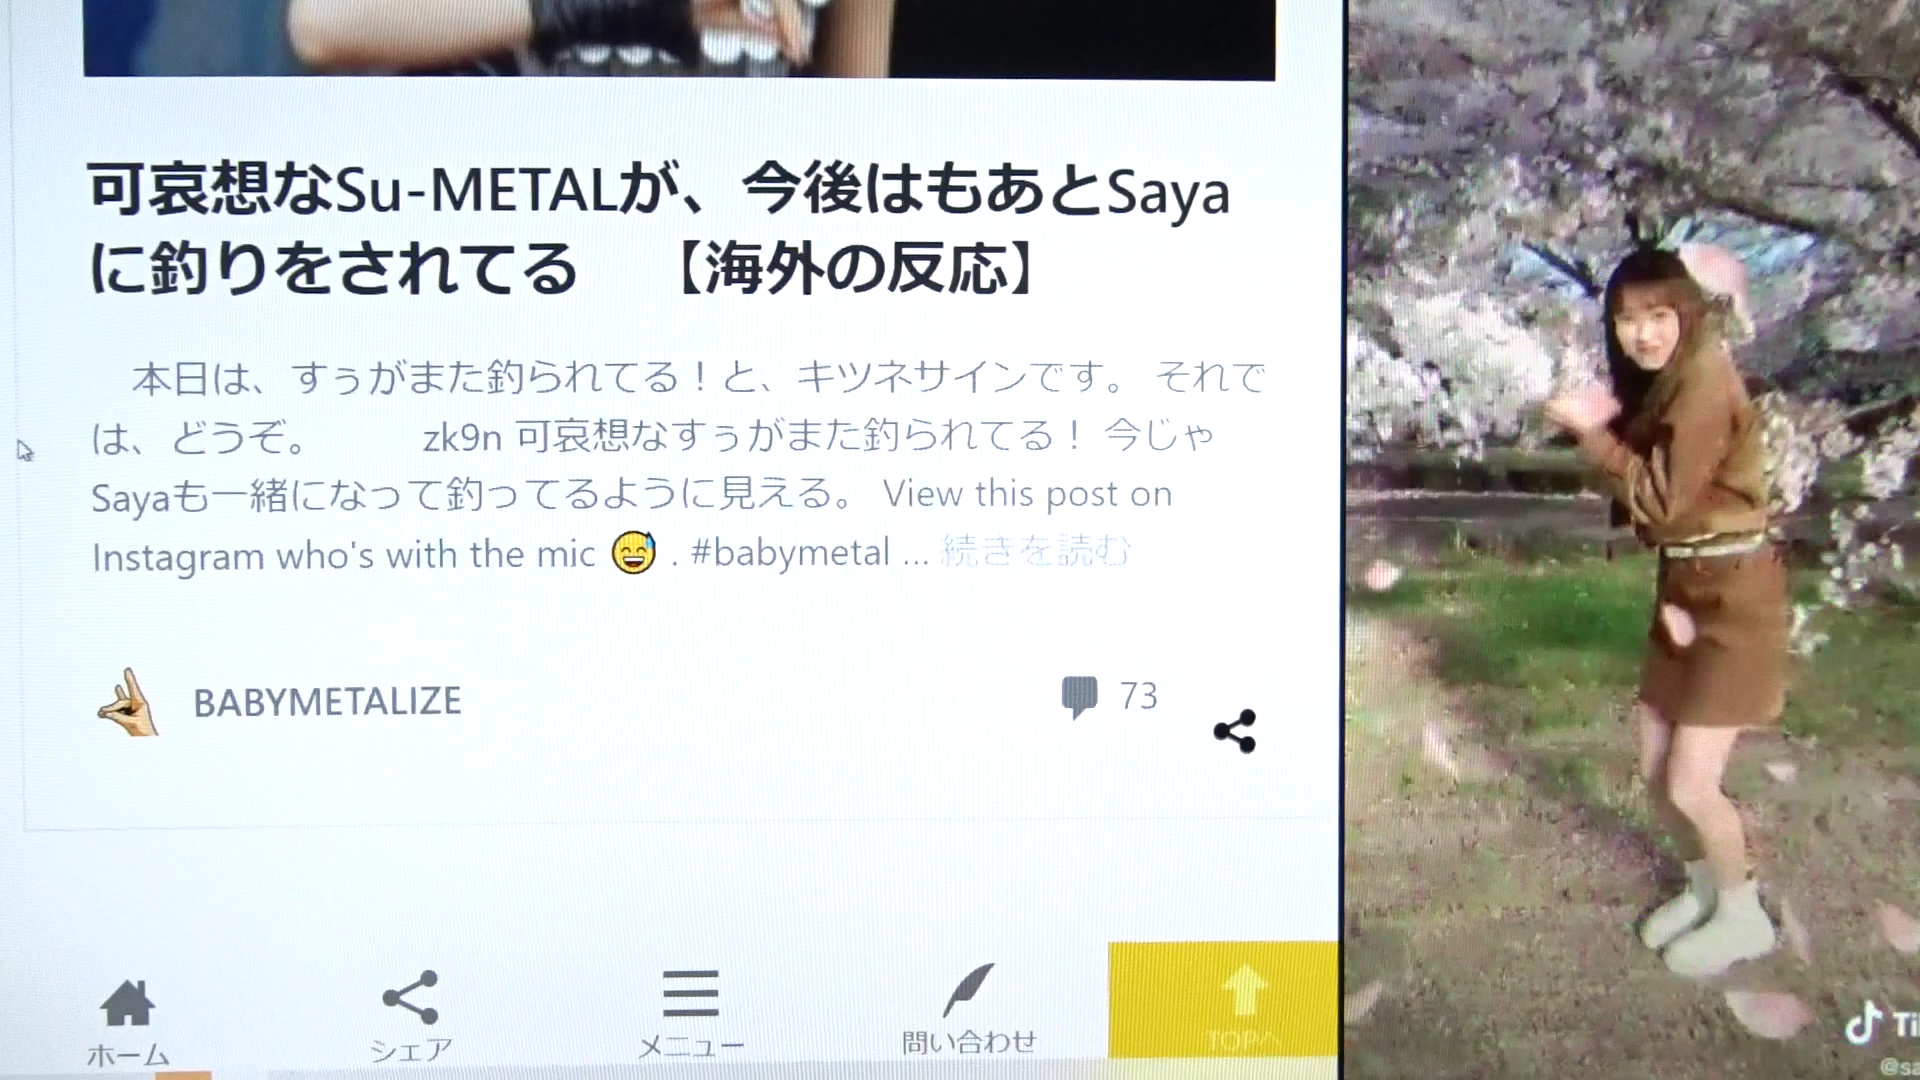 可哀想なSu-METALが、今後はもあとSaya
に釣りをされてる　【海外の反応】
本日は、すぅがまた釣られてる！と、キツネサインです。 それで
は、どうぞ。　　　zk9n 可哀想なすぅがまた釣られてる！ 今じゃ
Sayaも一緒になって釣ってるように見える。 View this post on
Instagram who's with the mic 😅 . #babymetal ... 続きを読む
BABYMETALIZE
73
ホーム
シェア
メニュー
問い合わせ
TOPへ